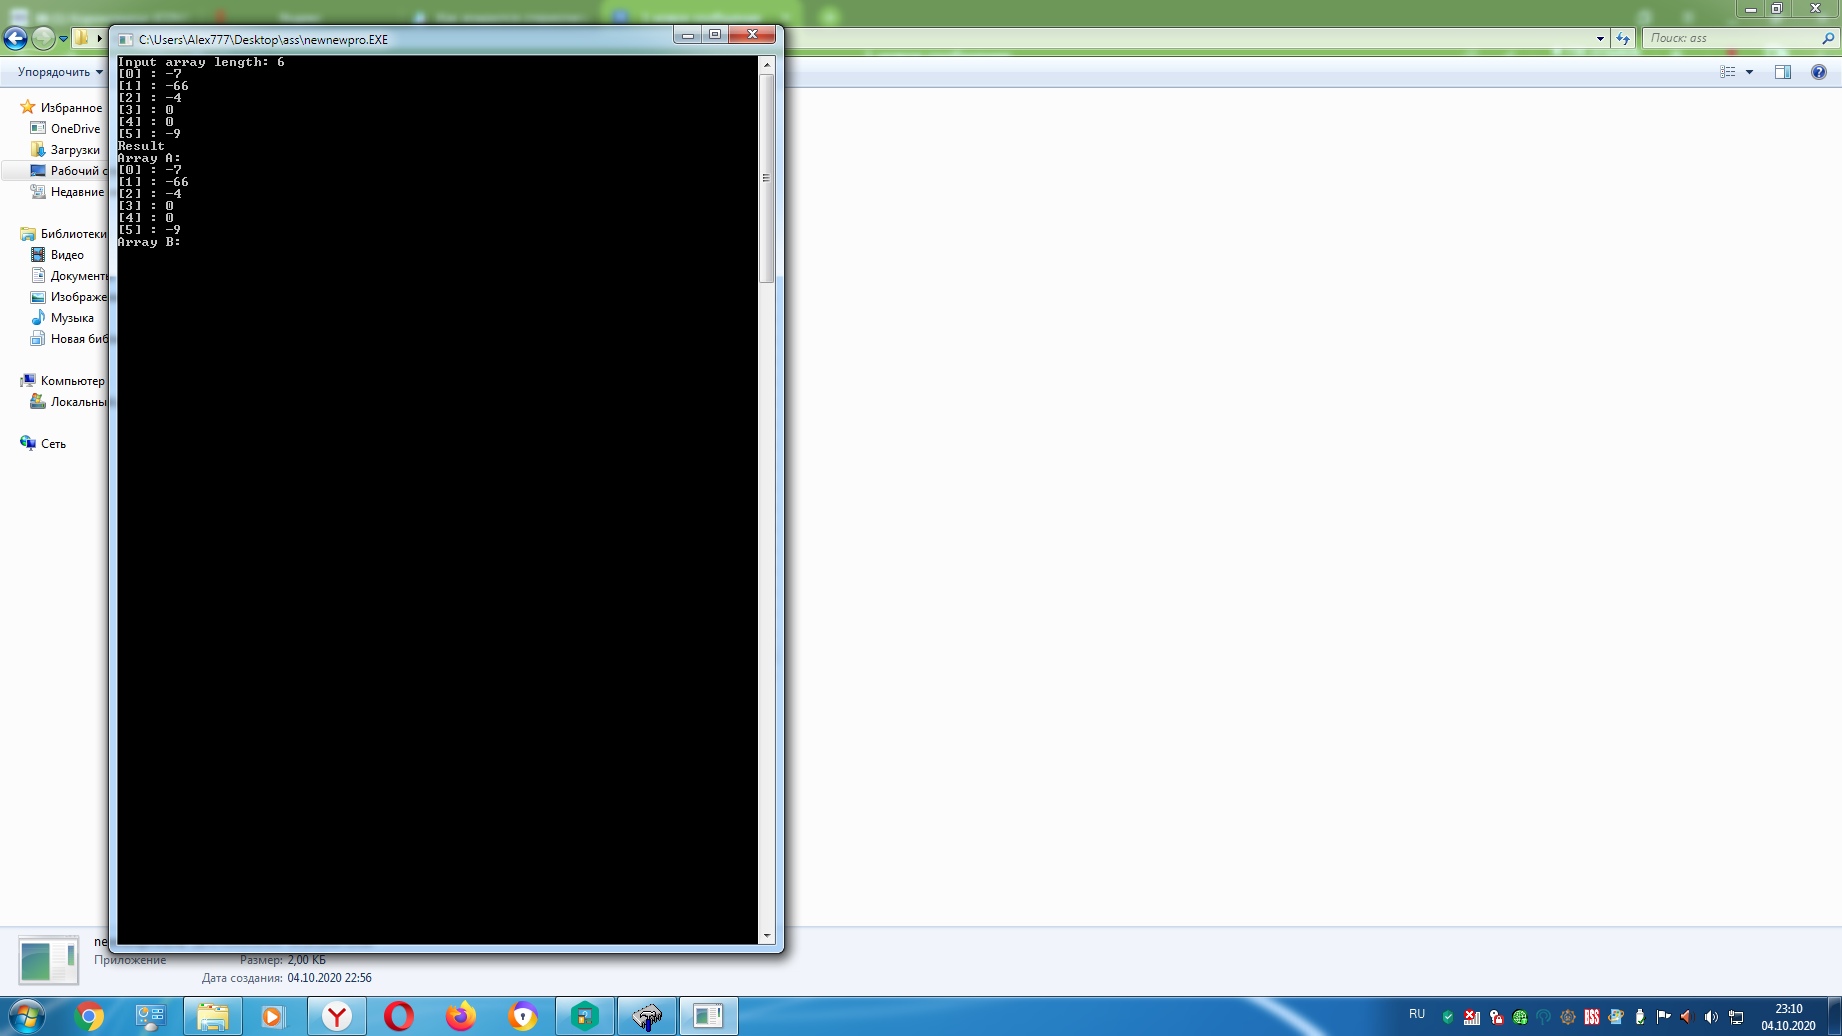 C:\Users\Alex777\Desktop\ass\newnewpro.EXE
Поиск: ass
Упорядочить
Input array length: 6
[0] : -7
[1] : -66
[2] : -4
[3] : 0
[4] : 0
[5] : -9
Result
Array A:
[0] : -7
[1] : -66
[2] : -4
[3] : 0
[4] : 0
[5] : -9
Array B:
Избранное
OneDrive
Загрузки
Рабочий с
Недавние
Библиотеки
Видео
Документы
Изображе
Музыка
Новая биб
Компьютер
Локальны
Сеть
ne
Приложение
Размер: 2,00 КБ
Дата создания: 04.10.2020 22:56
RU
23:10
04.10.2020